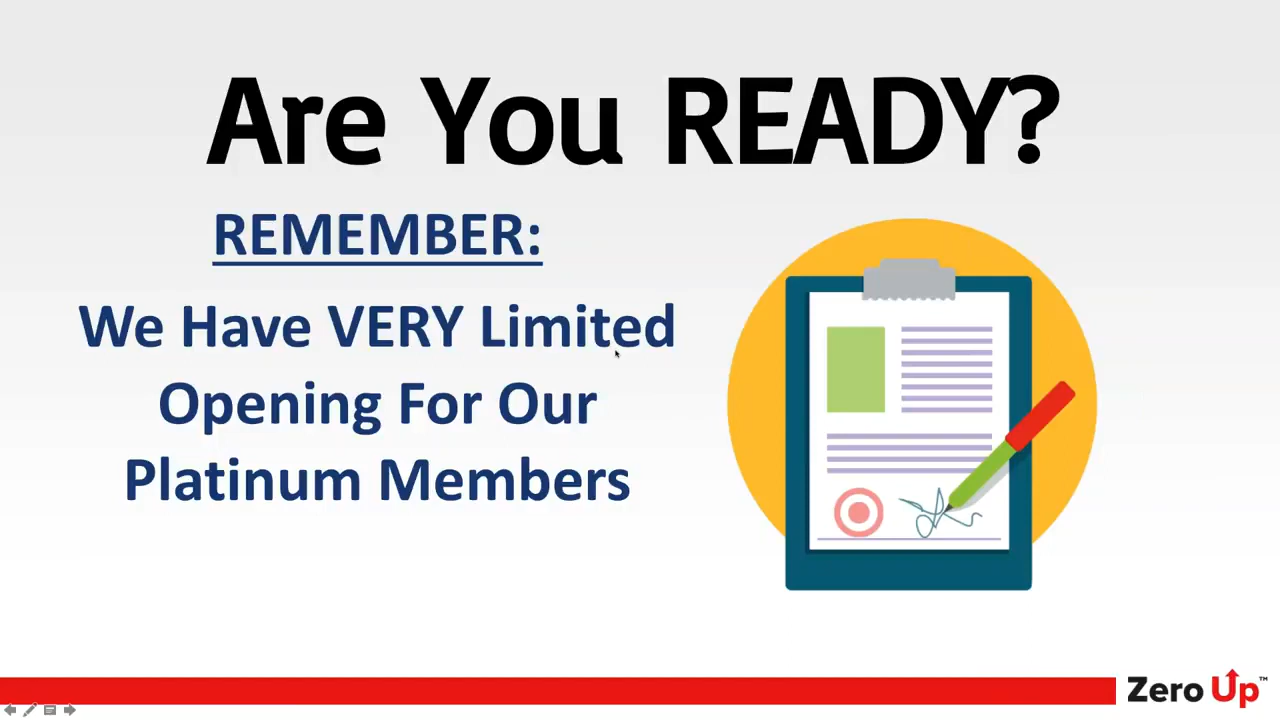 Are You READY?
REMEMBER:
We Have VERY Limited
Opening For Our
Platinum Members
Zero Up™